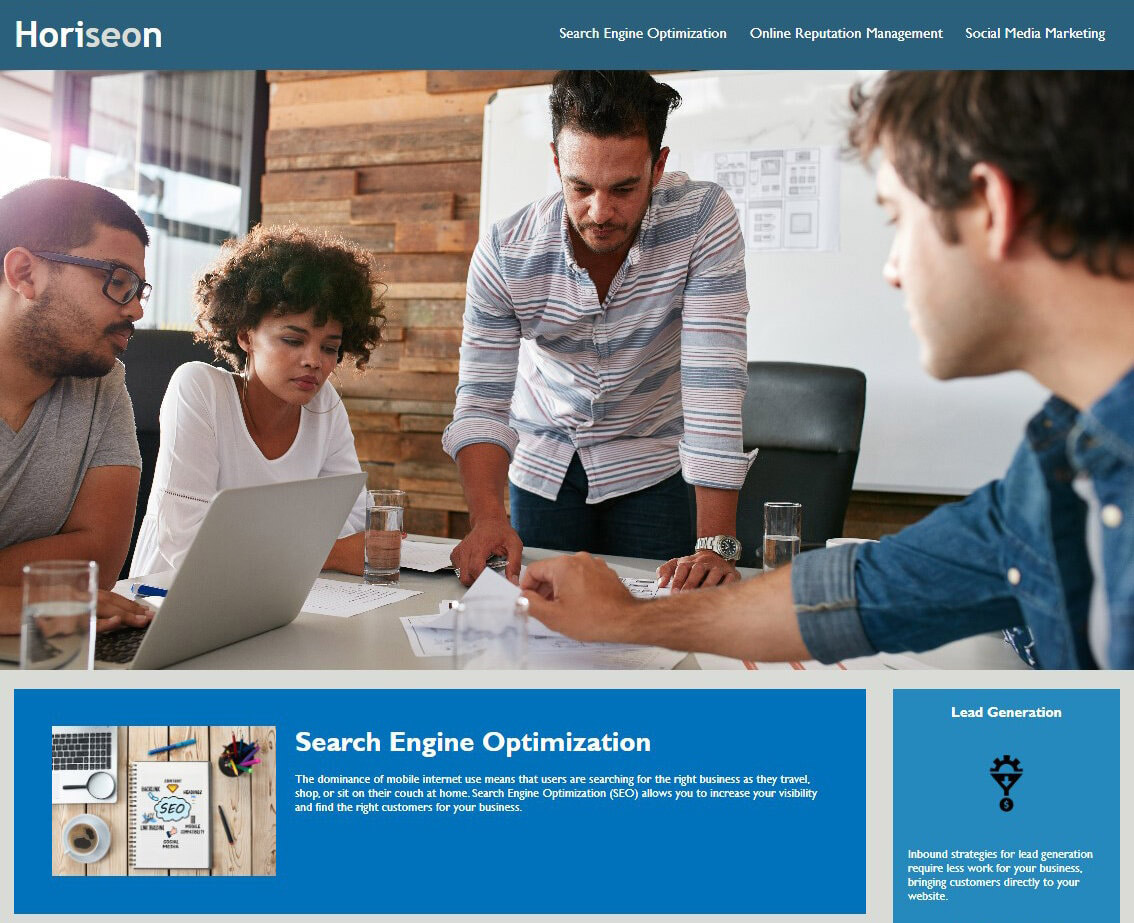 Horiseon
Search Engine Optimization
Online Reputation Management
Social Media Marketing
Search Engine Optimization
The dominance of mobile internet use means that users are searching for the right business as they travel,
shop, or sit on their couch at home. Search Engine Optimization (SEO) allows you to increase your visibility
and find the right customers for your business.
CONTENT
BACKLINK
HEADINGS
SEO
LINK BUILDING
MOBILE
COMPATIBILITY
SOCIAL
MEDIA
Lead Generation
$
Inbound strategies for lead generation
require less work for your business,
bringing customers directly to your
website.